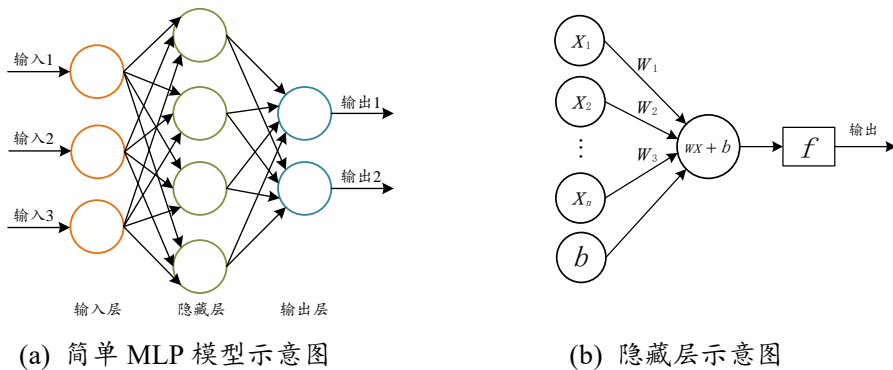 输入1
输入2
输入3
输出1
输出2
输入层
隐藏层
输出层
(a) 简单 MLP 模型示意图
X1
X2
⋮
Xn
b
W1
W2
W3
WX + b
f
输出
(b) 隐藏层示意图